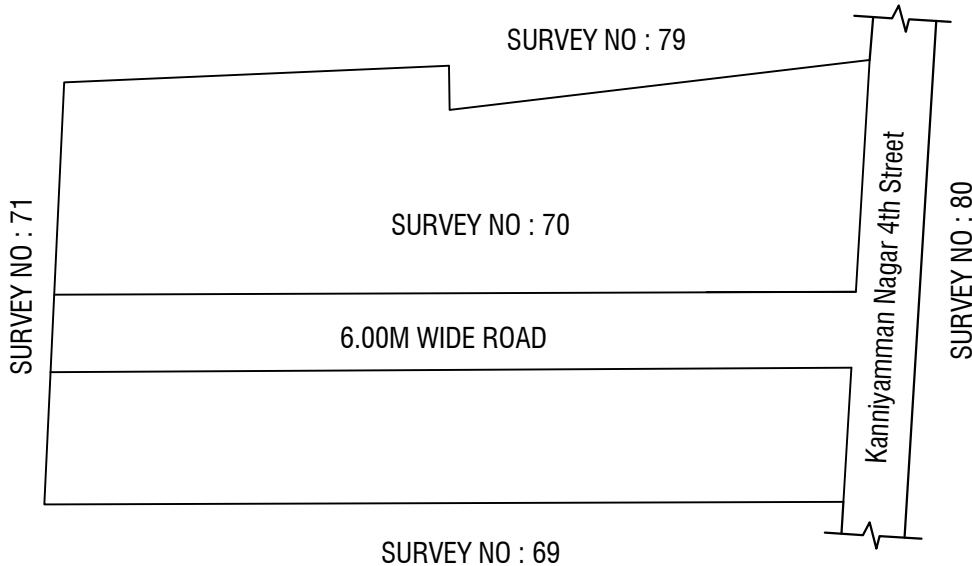 SURVEY NO : 79
SURVEY NO : 71
SURVEY NO : 70
Kanniyamman Nagar 4th Street
SURVEY NO : 80
6.00M WIDE ROAD
SURVEY NO : 69